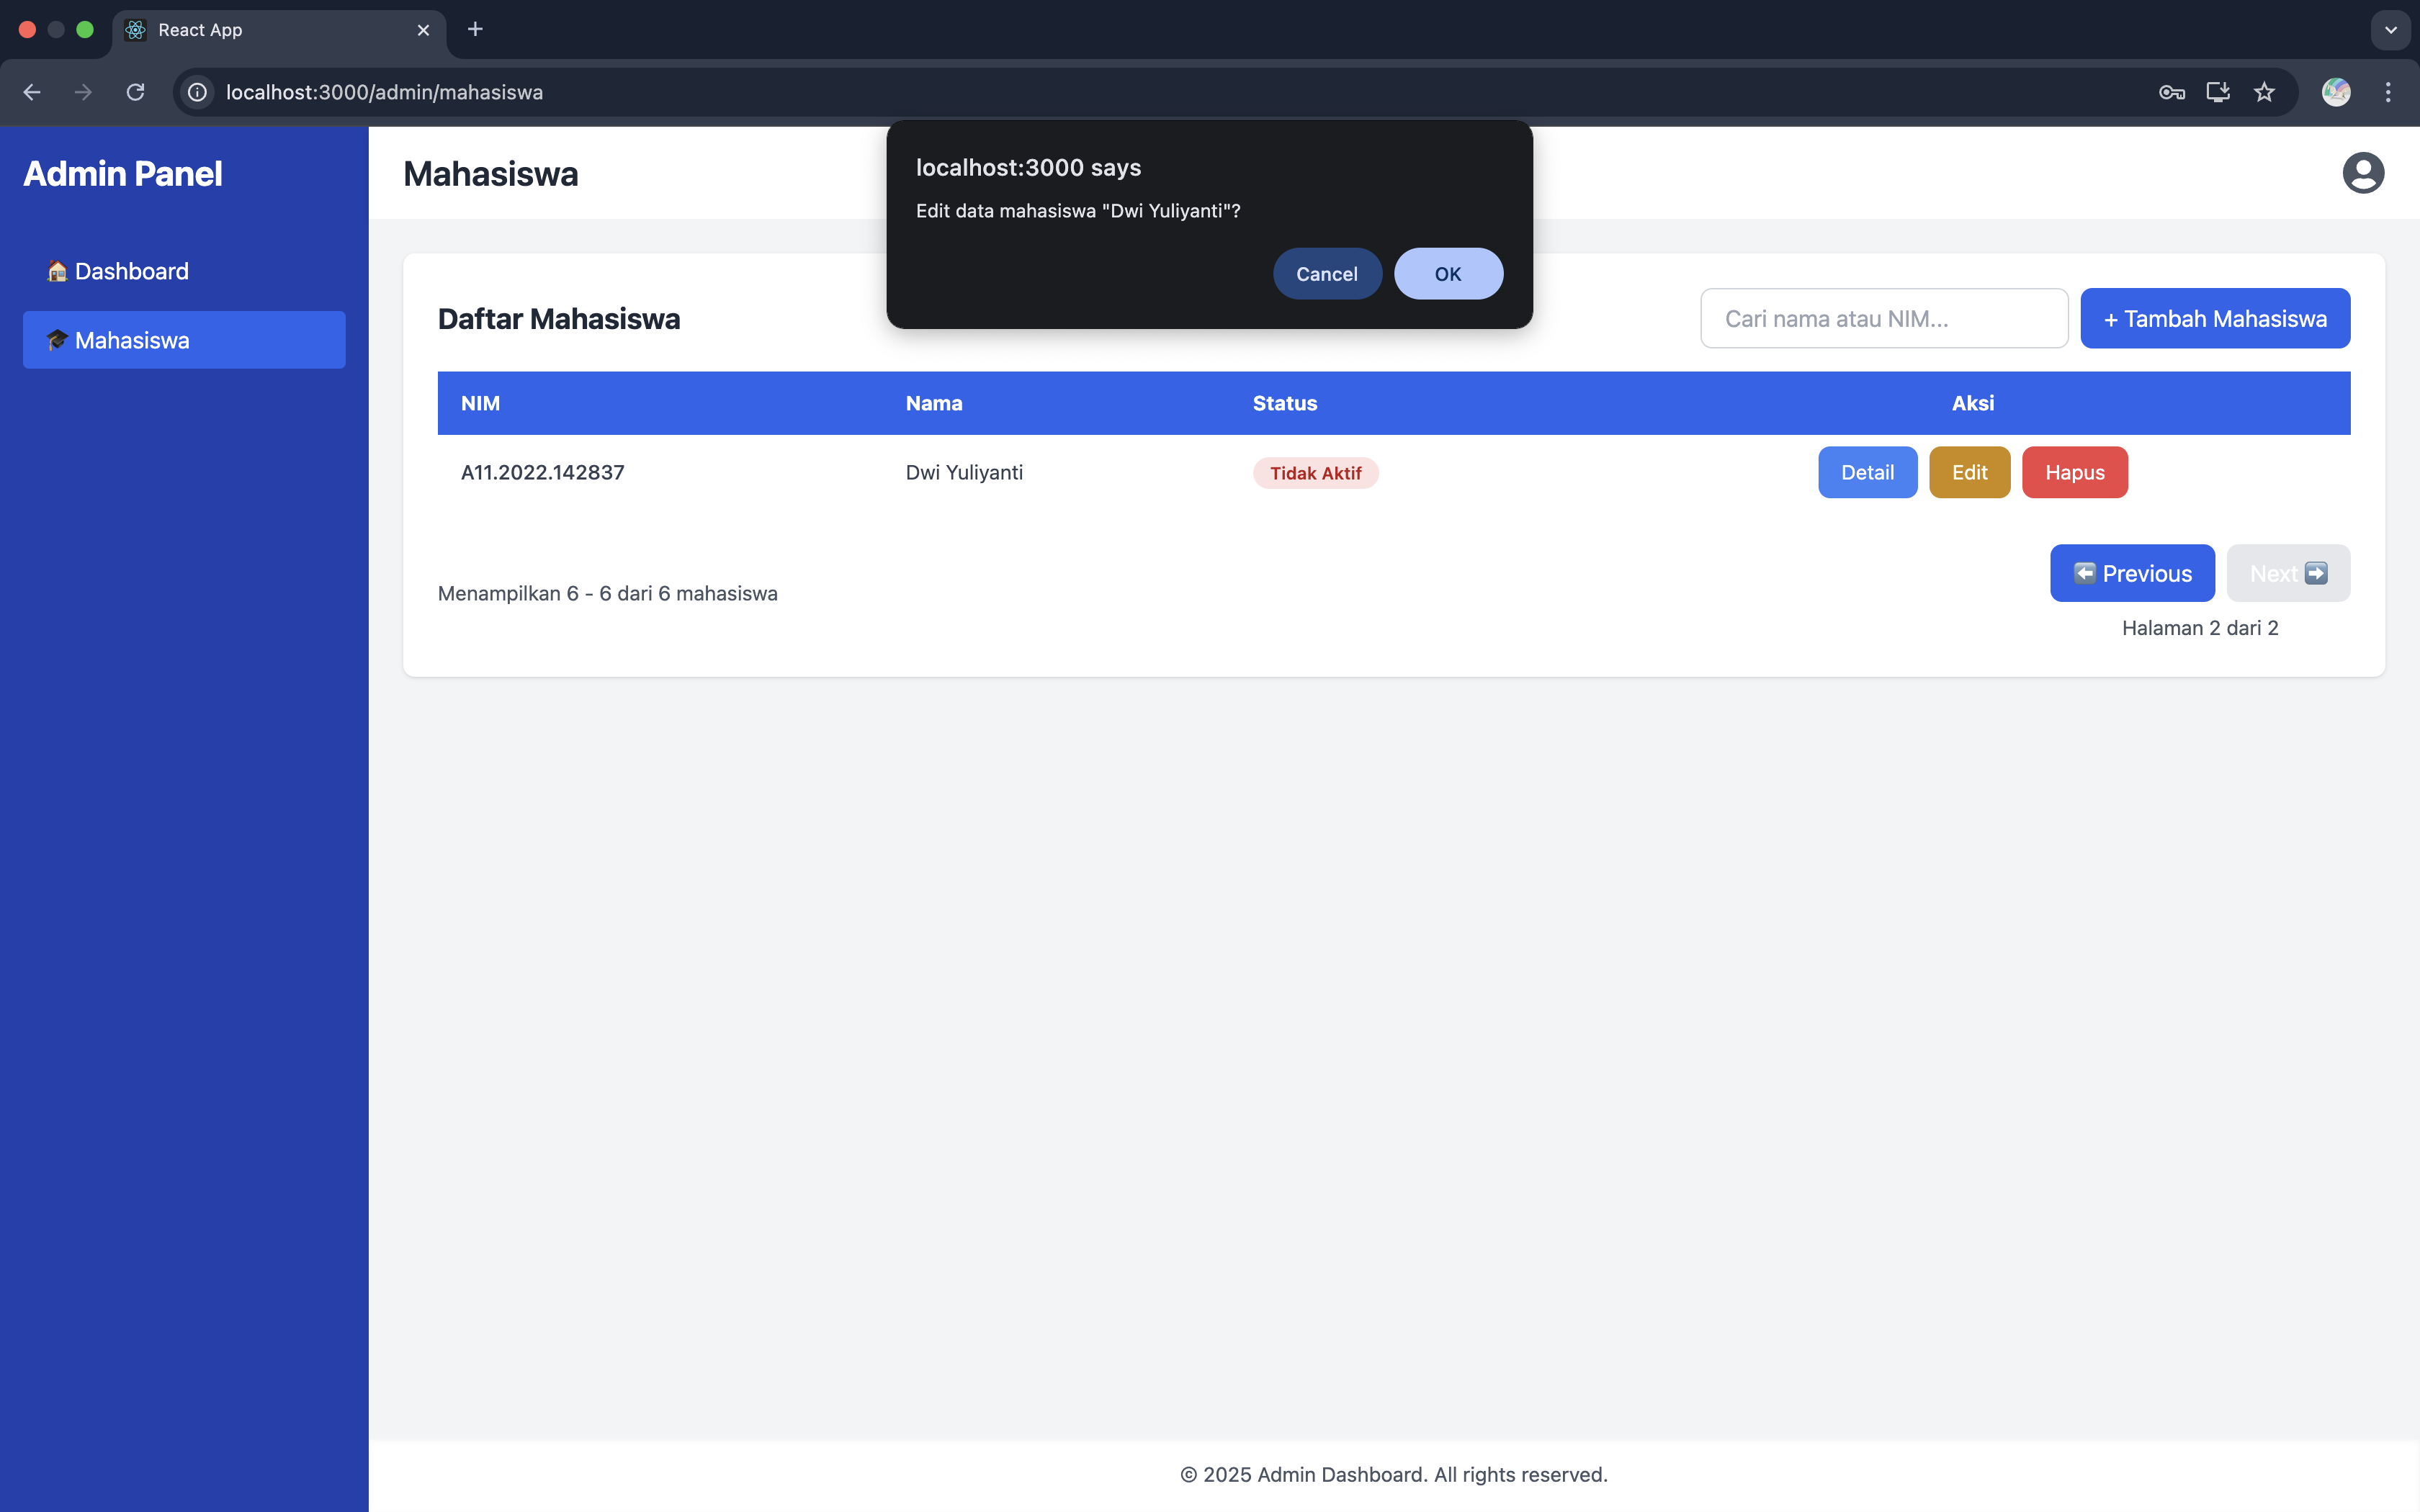 React App
localhost:3000/admin/mahasiswa
Admin Panel
🏠 Dashboard
🎓 Mahasiswa
Mahasiswa
localhost:3000 says
Edit data mahasiswa "Dwi Yuliyanti"?
Cancel OK
Daftar Mahasiswa
Cari nama atau NIM...
+ Tambah Mahasiswa
NIM Nama Status Aksi
A11.2022.142837 Dwi Yuliyanti Tidak Aktif Detail Edit Hapus
Menampilkan 6 - 6 dari 6 mahasiswa
⬅️ Previous Next ➡️
Halaman 2 dari 2
© 2025 Admin Dashboard. All rights reserved.